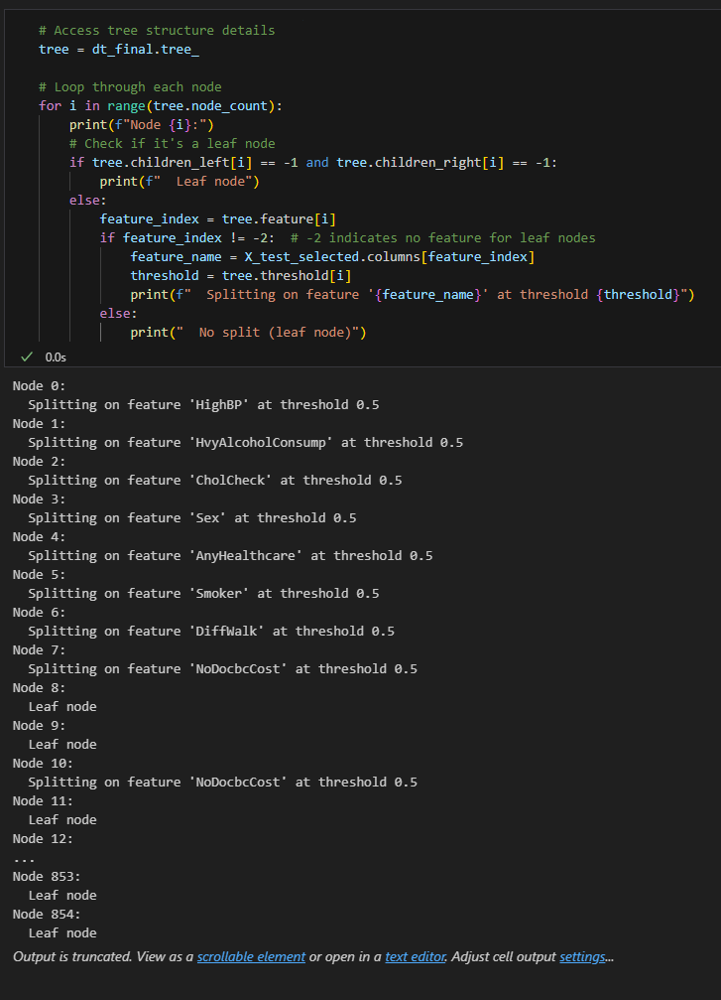 # Access tree structure details
tree = dt_final.tree_

# Loop through each node
for i in range(tree.node_count):
    print(f"Node {i}:")
    # Check if it's a leaf node
    if tree.children_left[i] == -1 and tree.children_right[i] == -1:
        print(f"  Leaf node")
    else:
        feature_index = tree.feature[i]
        if feature_index != -2:  # -2 indicates no feature for leaf nodes
            feature_name = X_test_selected.columns[feature_index]
            threshold = tree.threshold[i]
            print(f"  Splitting on feature '{feature_name}' at threshold {threshold}")
        else:
            print("  No split (leaf node)")
✓ 0.0s
Node 0:
  Splitting on feature 'HighBP' at threshold 0.5
Node 1:
  Splitting on feature 'HvyAlcoholConsump' at threshold 0.5
Node 2:
  Splitting on feature 'CholCheck' at threshold 0.5
Node 3:
  Splitting on feature 'Sex' at threshold 0.5
Node 4:
  Splitting on feature 'AnyHealthcare' at threshold 0.5
Node 5:
  Splitting on feature 'Smoker' at threshold 0.5
Node 6:
  Splitting on feature 'DiffWalk' at threshold 0.5
Node 7:
  Splitting on feature 'NoDocbcCost' at threshold 0.5
Node 8:
  Leaf node
Node 9:
  Leaf node
Node 10:
  Splitting on feature 'NoDocbcCost' at threshold 0.5
Node 11:
  Leaf node
Node 12:
...
Node 853:
  Leaf node
Node 854:
  Leaf node
Output is truncated. View as a scrollable element or open in a text editor. Adjust cell output settings...